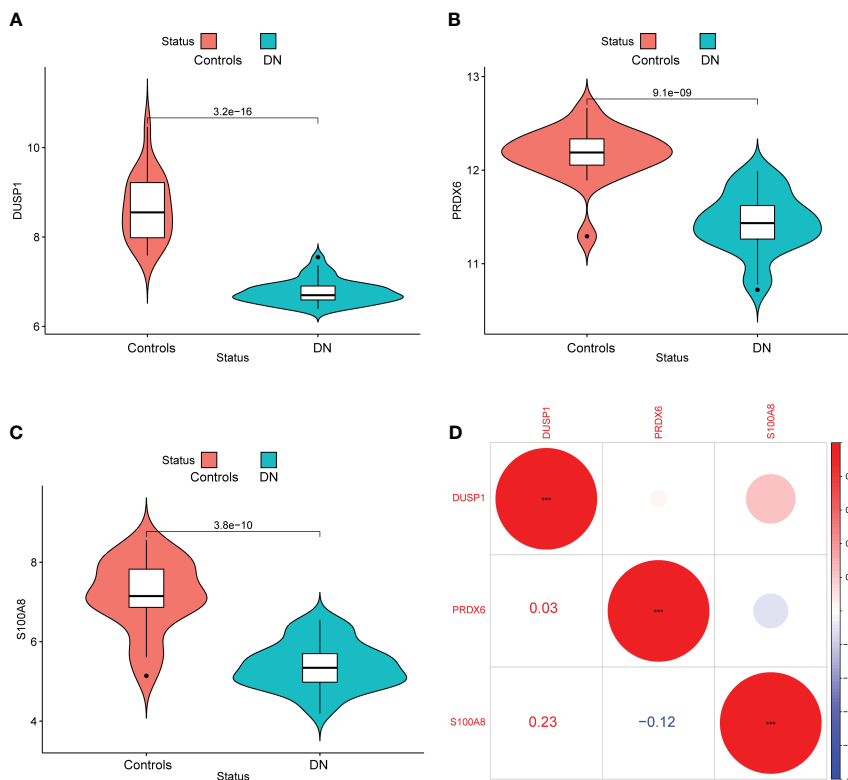 A
Status Controls DN
3.2e−16
DUSP1
10
8
6
Controls DN
Status
B
Status Controls DN
9.1e−09
PRDX6
13
12
11
Controls DN
Status
C
Status Controls DN
3.8e−10
S100A8
8
6
4
Controls DN
Status
D
DUSP1 PRDX6 S100A8
DUSP1 *** 
PRDX6 0.03 ***
S100A8 0.23 −0.12 ***